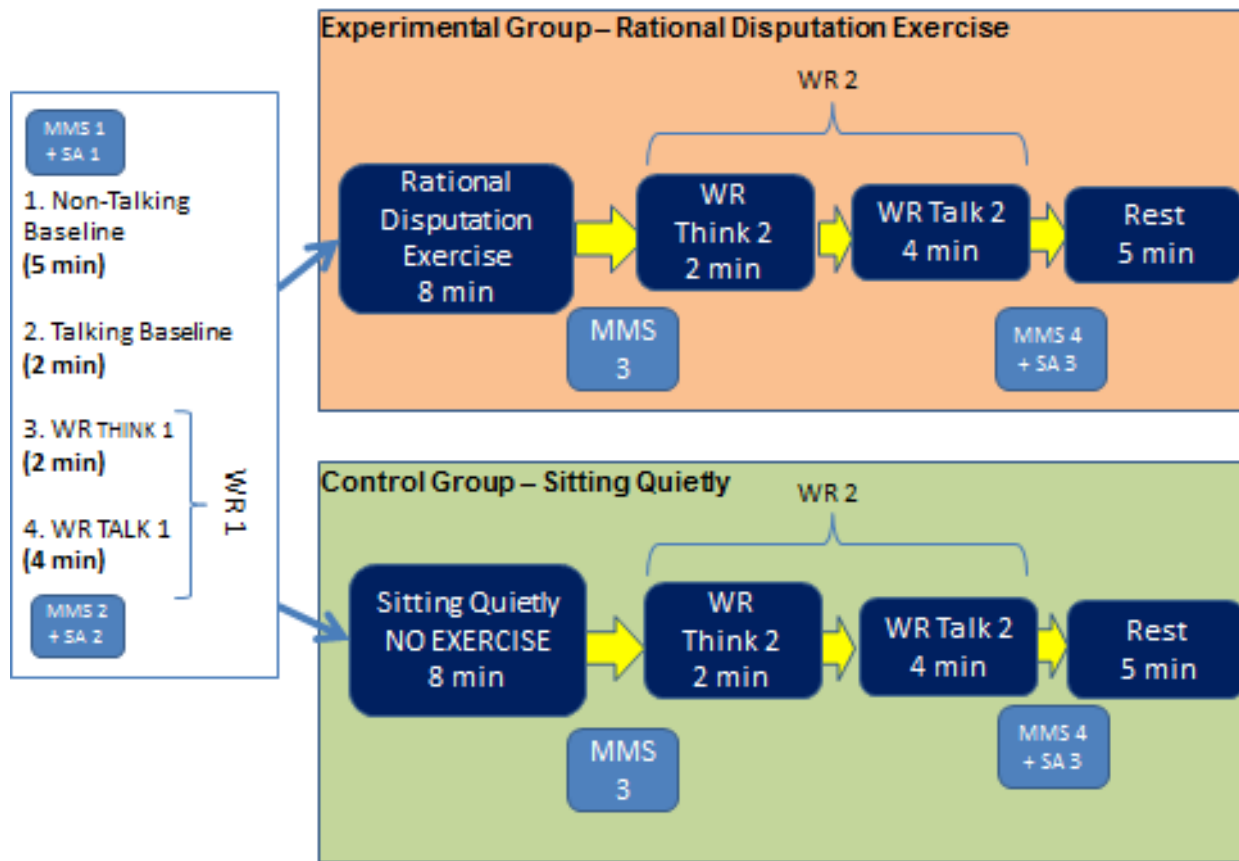 MMS 1
+ SA 1
1. Non-Talking
Baseline
(5 min)
2. Talking Baseline
(2 min)
3. WR THINK 1
(2 min)
4. WR TALK 1
(4 min)
WR 1
MMS 2
+ SA 2
Experimental Group – Rational Disputation Exercise
WR 2
Rational
Disputation
Exercise
8 min
WR
Think 2
2 min
WR Talk 2
4 min
Rest
5 min
MMS
3
MMS 4
+ SA 3
Control Group – Sitting Quietly
WR 2
Sitting Quietly
NO EXERCISE
8 min
WR
Think 2
2 min
WR Talk 2
4 min
Rest
5 min
MMS
3
MMS 4
+ SA 3